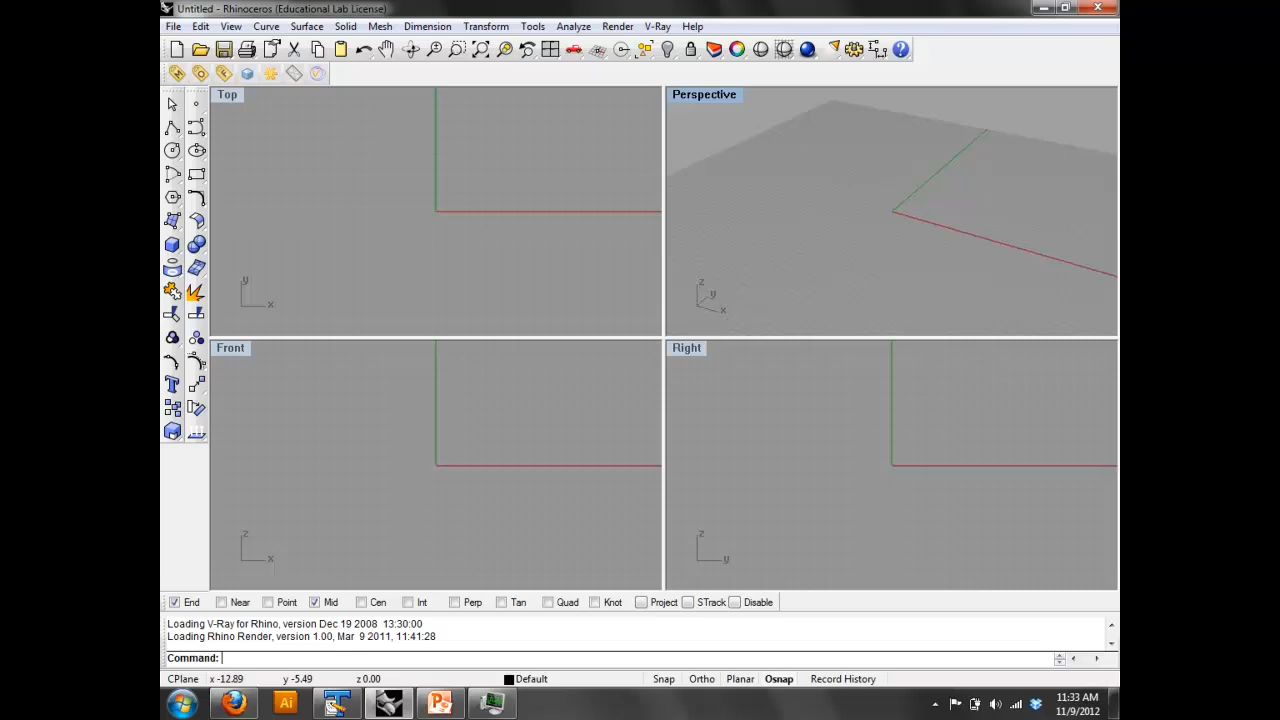 Untitled - Rhinoceros (Educational Lab License)
File Edit View Curve Surface Solid Mesh Dimension Transform Tools Analyze Render V-Ray Help
Top
Perspective
y
x
z
y
x
Front
Right
z
x
z
y
End Near Point Mid Cen Int Perp Tan Quad Knot Project STrack Disable
Loading V-Ray for Rhino, version Dec 19 2008 13:30:00
Loading Rhino Render, version 1.00, Mar 9 2011, 11:41:28
Command:
CPlane x -12.89 y -5.49 z 0.00 Default Snap Ortho Planar Osnap Record History
Ai
11:33 AM
11/9/2012